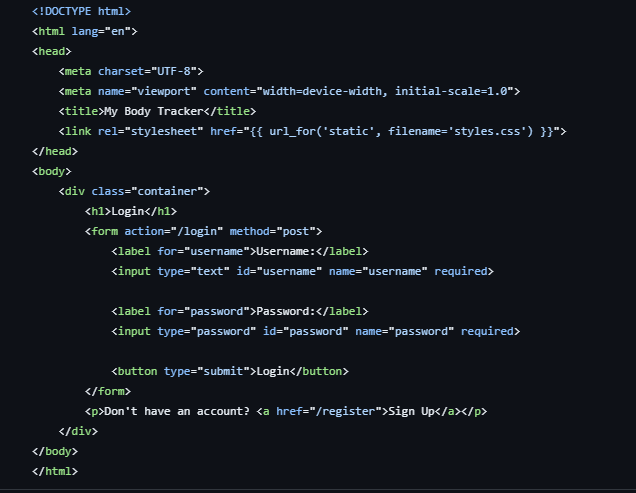 <!DOCTYPE html>
<html lang="en">
<head>
    <meta charset="UTF-8">
    <meta name="viewport" content="width=device-width, initial-scale=1.0">
    <title>My Body Tracker</title>
    <link rel="stylesheet" href="{{ url_for('static', filename='styles.css') }}">
</head>
<body>
    <div class="container">
        <h1>Login</h1>
        <form action="/login" method="post">
            <label for="username">Username:</label>
            <input type="text" id="username" name="username" required>

            <label for="password">Password:</label>
            <input type="password" id="password" name="password" required>

            <button type="submit">Login</button>
        </form>
        <p>Don't have an account? <a href="/register">Sign Up</a></p>
    </div>
</body>
</html>